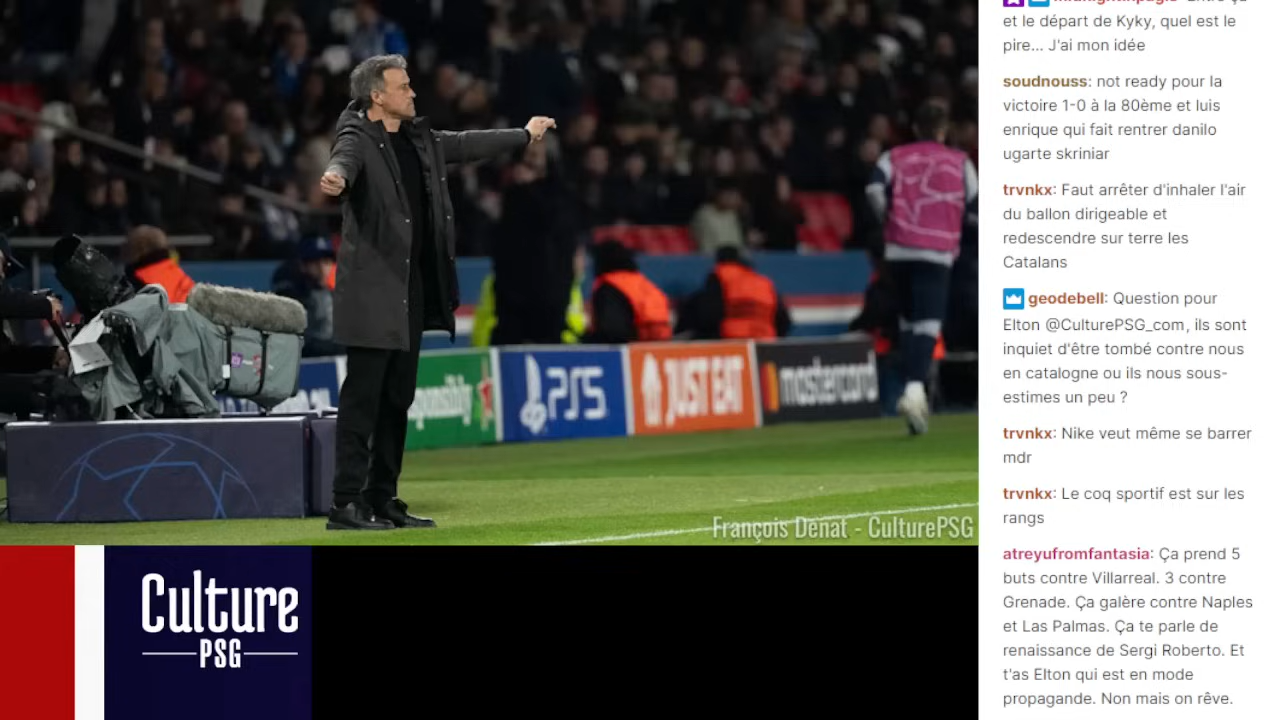 et le départ de Kyky, quel est le
pire... J'ai mon idée
soudnouss: not ready pour la
victoire 1-0 à la 80ème et luis
enrique qui fait rentrer danilo
ugarte skriniar
trvnkx: Faut arrêter d'inhaler l'air
du ballon dirigeable et
redescendre sur terre les
Catalans
geodebell: Question pour
Elton @CulturePSG_com, ils sont
inquiet d'être tombé contre nous
en catalogne ou ils nous sous-
estimes un peu ?
trvnkx: Nike veut même se barrer
mdr
trvnkx: Le coq sportif est sur les
rangs
atreyufromfantasia: Ça prend 5
buts contre Villarreal. 3 contre
Grenade. Ça galère contre Naples
et Las Palmas. Ça te parle de
renaissance de Sergi Roberto. Et
t'as Elton qui est en mode
propagande. Non mais on rêve.
PS5
JUST EAT
mastercard
François Denat - CulturePSG
Culture
PSG